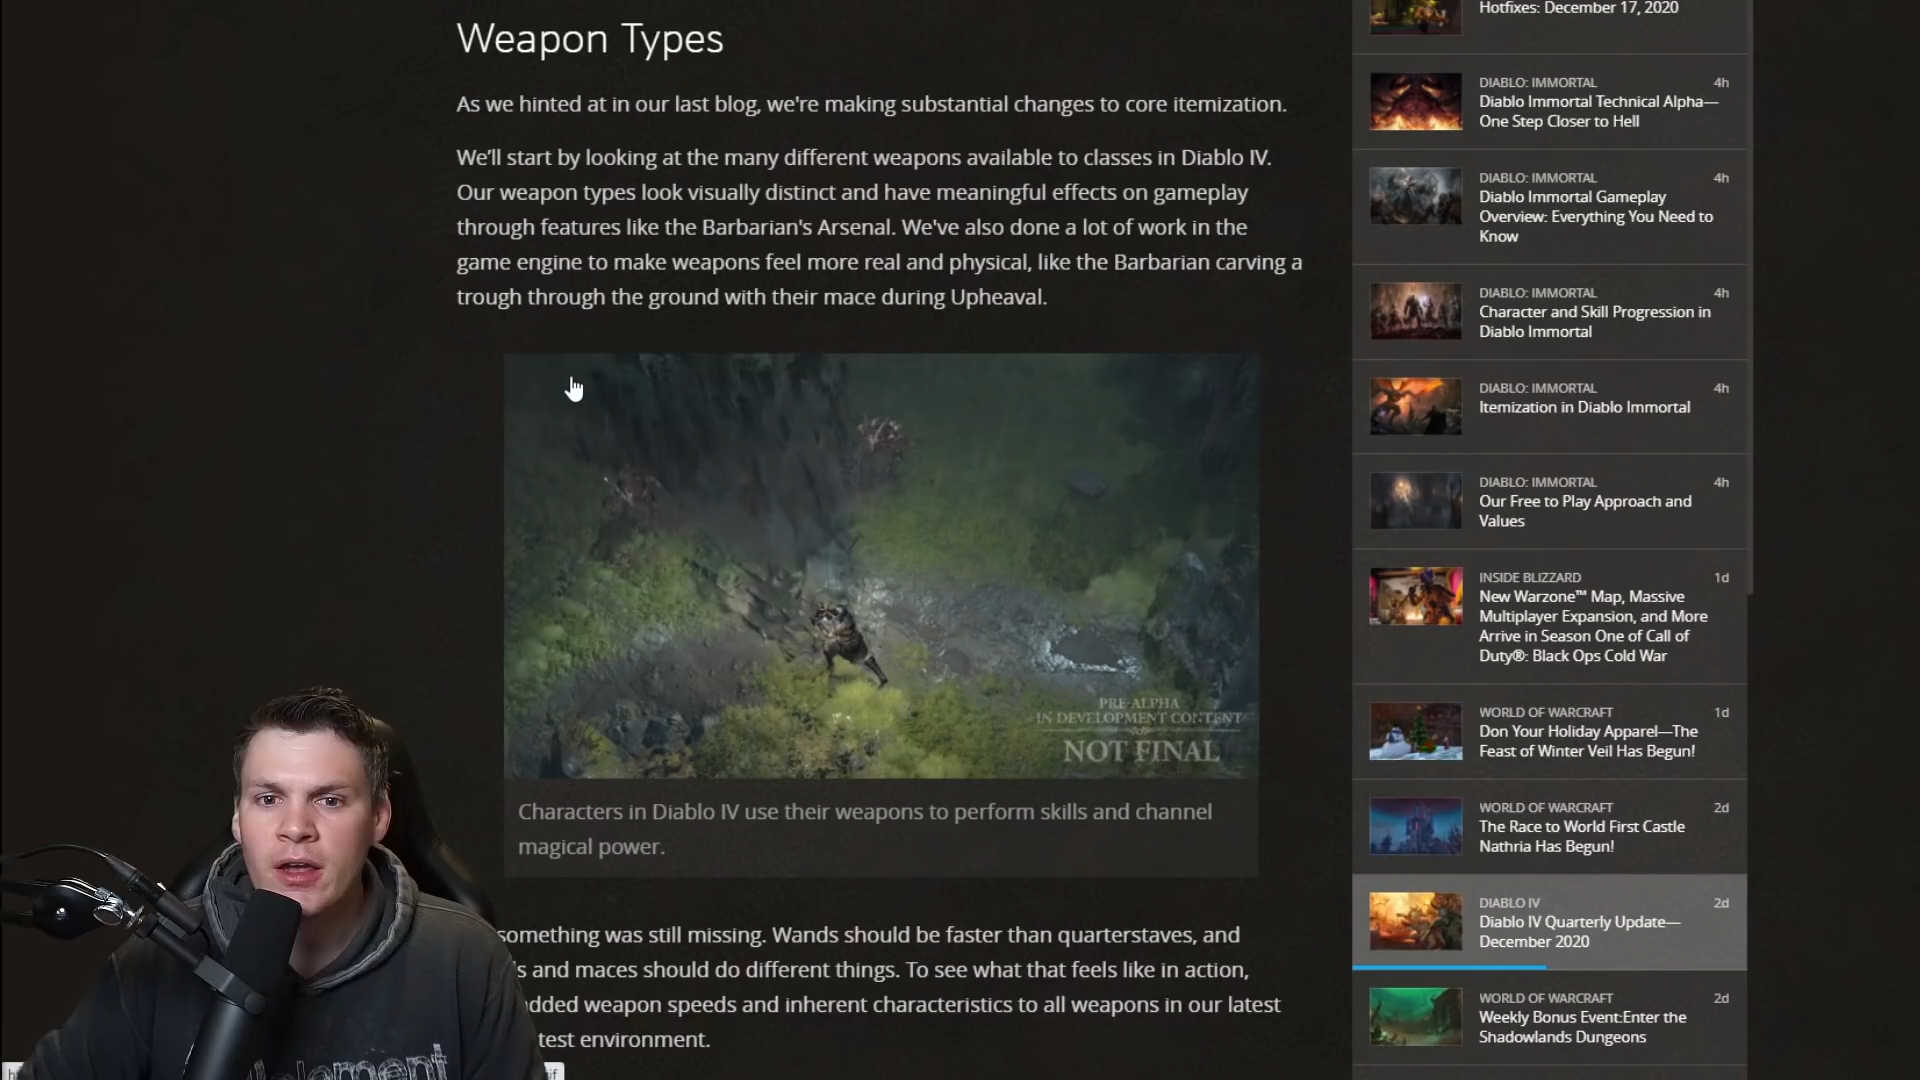 Weapon Types
As we hinted at in our last blog, we're making substantial changes to core itemization.
We'll start by looking at the many different weapons available to classes in Diablo IV.
Our weapon types look visually distinct and have meaningful effects on gameplay
through features like the Barbarian's Arsenal. We've also done a lot of work in the
game engine to make weapons feel more real and physical, like the Barbarian carving a
trough through the ground with their mace during Upheaval.
PRE-ALPHA
IN DEVELOPMENT CONTENT
NOT FINAL
Characters in Diablo IV use their weapons to perform skills and channel
magical power.
something was still missing. Wands should be faster than quarterstaves, and
and maces should do different things. To see what that feels like in action,
added weapon speeds and inherent characteristics to all weapons in our latest
test environment.
Hotfixes: December 17, 2020
DIABLO: IMMORTAL 4h
Diablo Immortal Technical Alpha—
One Step Closer to Hell
DIABLO: IMMORTAL 4h
Diablo Immortal Gameplay
Overview: Everything You Need to
Know
DIABLO: IMMORTAL 4h
Character and Skill Progression in
Diablo Immortal
DIABLO: IMMORTAL 4h
Itemization in Diablo Immortal
DIABLO: IMMORTAL 4h
Our Free to Play Approach and
Values
INSIDE BLIZZARD 1d
New Warzone™ Map, Massive
Multiplayer Expansion, and More
Arrive in Season One of Call of
Duty®: Black Ops Cold War
WORLD OF WARCRAFT 1d
Don Your Holiday Apparel—The
Feast of Winter Veil Has Begun!
WORLD OF WARCRAFT 2d
The Race to World First Castle
Nathria Has Begun!
DIABLO IV 2d
Diablo IV Quarterly Update—
December 2020
WORLD OF WARCRAFT 2d
Weekly Bonus Event:Enter the
Shadowlands Dungeons